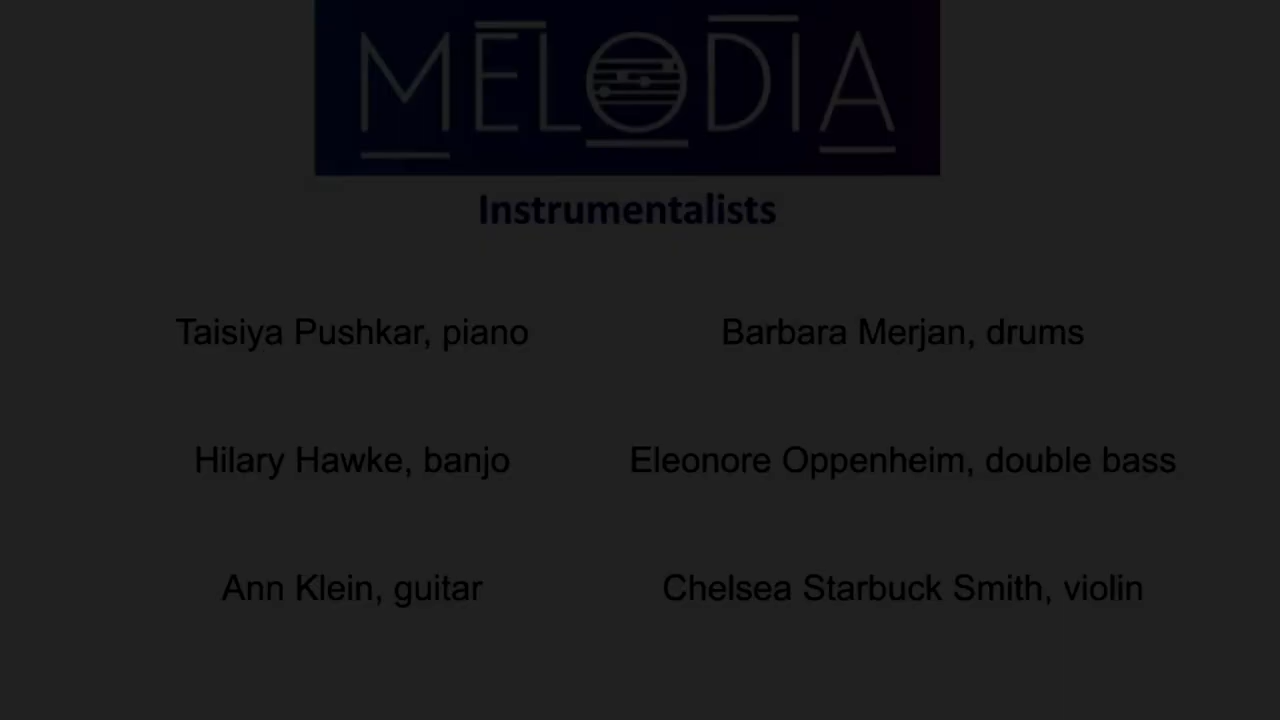 MELODIA
Instrumentalists
Taisiya Pushkar, piano
Barbara Merjan, drums
Hilary Hawke, banjo
Eleonore Oppenheim, double bass
Ann Klein, guitar
Chelsea Starbuck Smith, violin